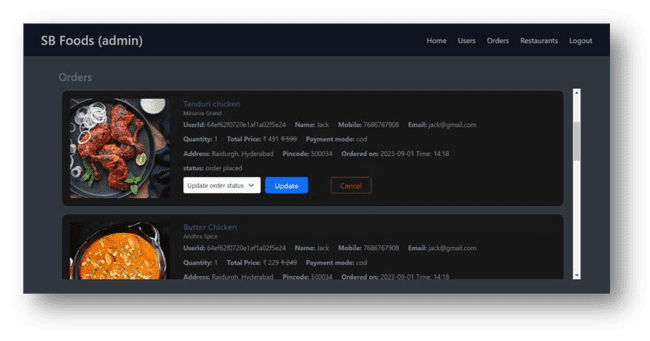 SB Foods (admin)
Home Users Orders Restaurants Logout
Orders
Tanduri chicken
Minarva Grand
UserId: 64ef62f0720e1af1a02f5e24 Name: Jack Mobile: 7686767908 Email: jack@gmail.com
Quantity: 1 Total Price: ₹ 491 ₹ 599 Payment mode: cod
Address: Raidurgh, Hyderabad Pincode: 500034 Ordered on: 2023-09-01 Time: 14:18
status: order placed
Update order status Update Cancel
Butter Chicken
Andhra Spice
UserId: 64ef62f0720e1af1a02f5e24 Name: Jack Mobile: 7686767908 Email: jack@gmail.com
Quantity: 1 Total Price: ₹ 229 ₹ 249 Payment mode: cod
Address: Raidurgh, Hyderabad Pincode: 500034 Ordered on: 2023-09-01 Time: 14:18